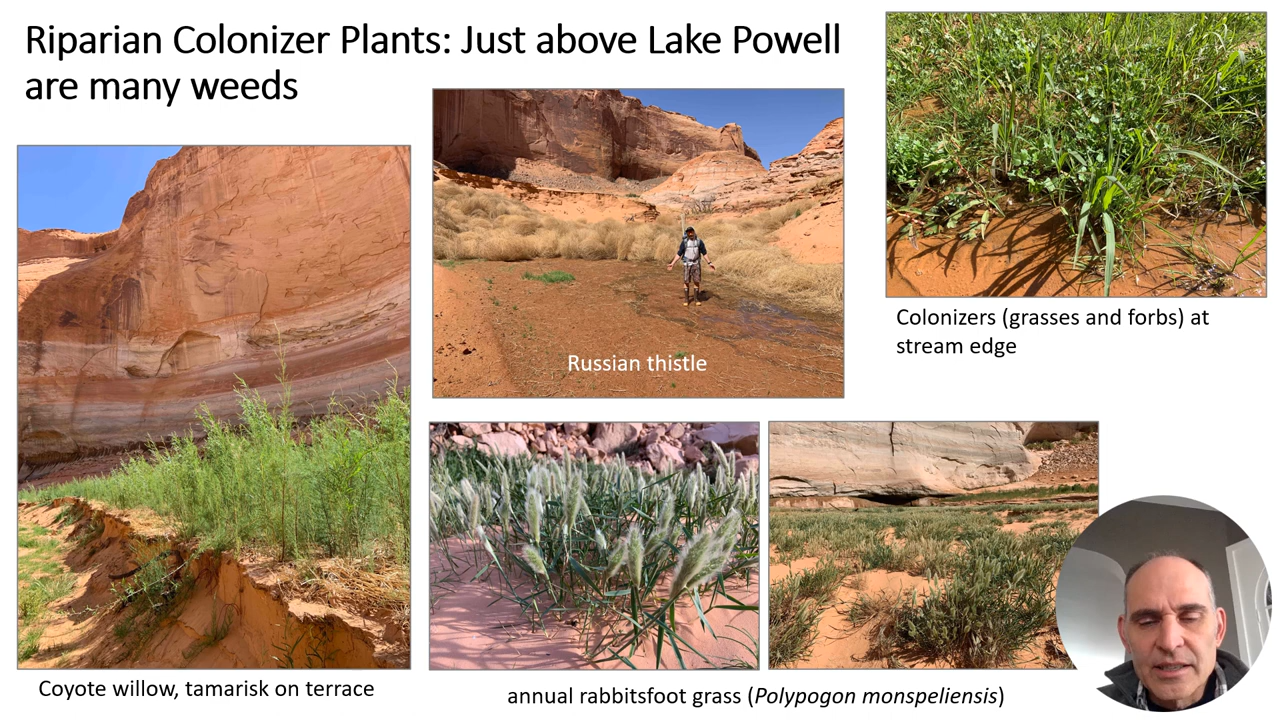 Riparian Colonizer Plants: Just above Lake Powell
are many weeds
Russian thistle
Colonizers (grasses and forbs) at
stream edge
Coyote willow, tamarisk on terrace
annual rabbitsfoot grass (Polypogon monspeliensis)